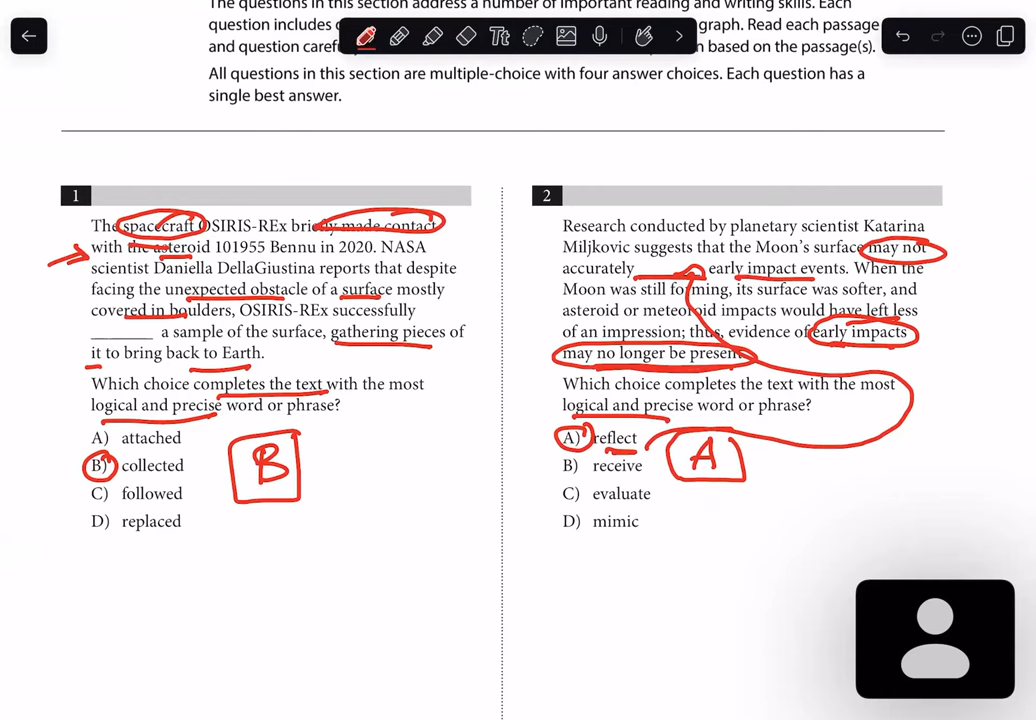 The questions in this section address a number of important reading and writing skills. Each
question includes graph. Read each passage
and question based on the passage(s).
All questions in this section are multiple-choice with four answer choices. Each question has a
single best answer.
1
The spacecraft OSIRIS-REx briefly made contact
with the asteroid 101955 Bennu in 2020. NASA
scientist Daniella DellaGiustina reports that despite
facing the unexpected obstacle of a surface mostly
covered in boulders, OSIRIS-REx successfully
______ a sample of the surface, gathering pieces of
it to bring back to Earth.
Which choice completes the text with the most
logical and precise word or phrase?
A) attached
B) collected
C) followed
D) replaced
B
2
Research conducted by planetary scientist Katarina
Miljkovic suggests that the Moon’s surface may not
accurately ______ early impact events. When the
Moon was still forming, its surface was softer, and
asteroid or meteoroid impacts would have left less
of an impression; thus, evidence of early impacts
may no longer be present.
Which choice completes the text with the most
logical and precise word or phrase?
A) reflect
B) receive
C) evaluate
D) mimic
A
Tt